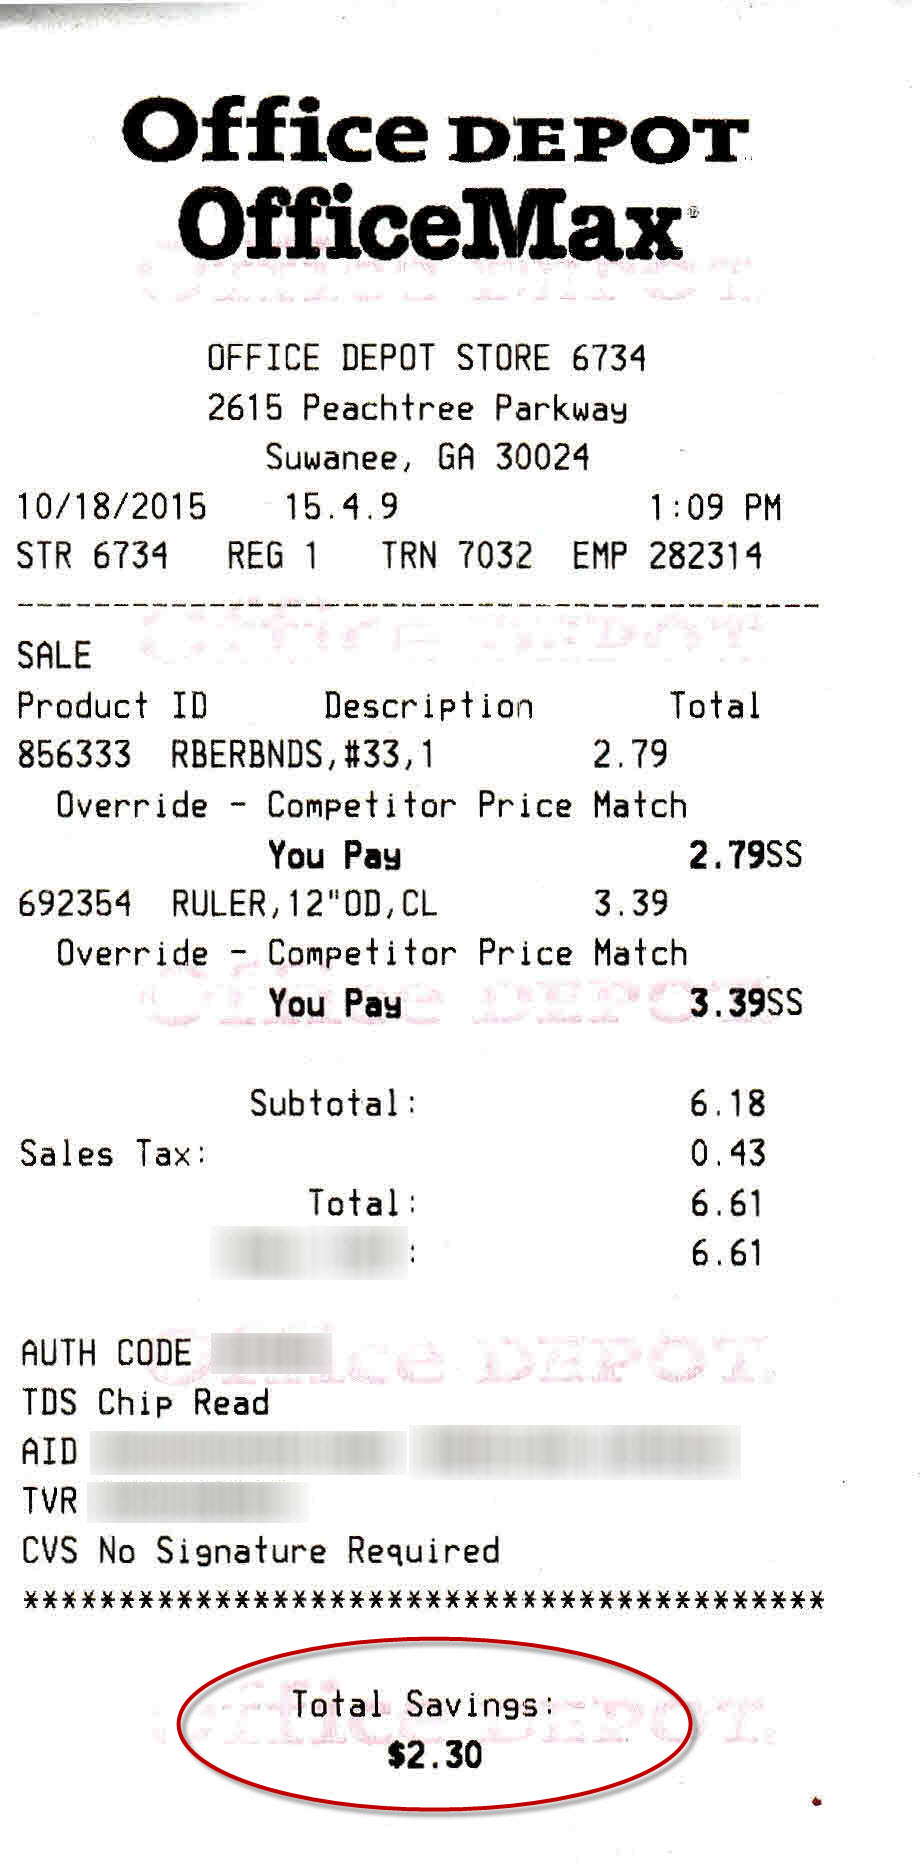 Office DEPOT
OfficeMax®
OFFICE DEPOT STORE 6734
2615 Peachtree Parkway
Suwanee, GA 30024
10/18/2015 15.4.9 1:09 PM
STR 6734 REG 1 TRN 7032 EMP 282314
------------------------------------------
SALE
Product ID Description Total
856333 RBERBNDS,#33,1 2.79
Override - Competitor Price Match
You Pay 2.79SS
692354 RULER,12"OD,CL 3.39
Override - Competitor Price Match
You Pay 3.39SS
Subtotal: 6.18
Sales Tax: 0.43
Total: 6.61
: 6.61
AUTH CODE
TDS Chip Read
AID
TVR
CVS No Signature Required
******************************************
Total Savings:
$2.30